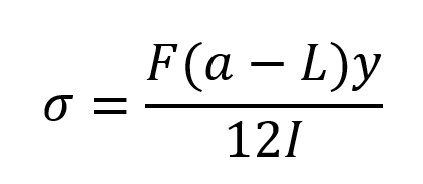 σ = F(a − L)y / 12I